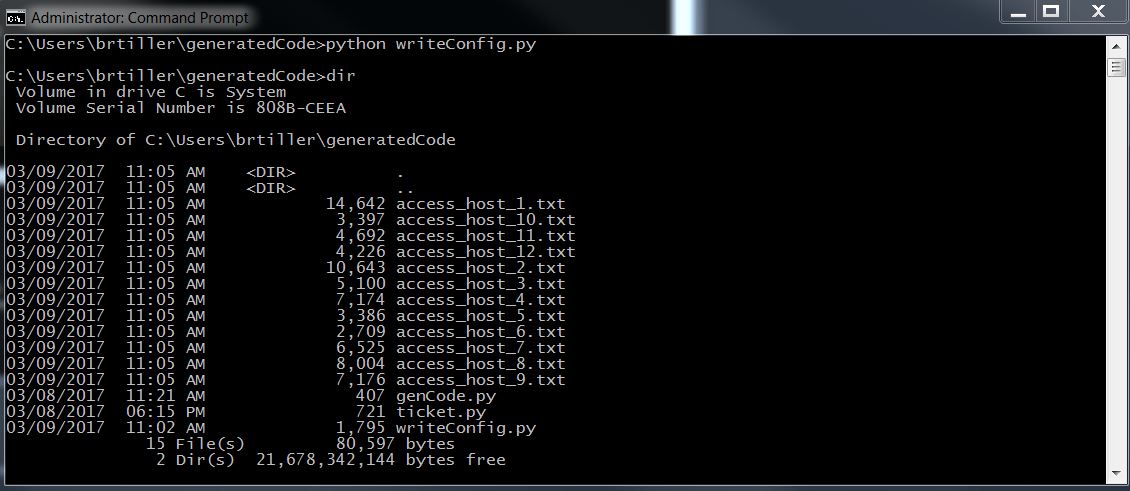 Administrator: Command Prompt
C:\Users\brtiller\generatedCode>python writeConfig.py
C:\Users\brtiller\generatedCode>dir
 Volume in drive C is System
 Volume Serial Number is 808B-CEEA
 Directory of C:\Users\brtiller\generatedCode
03/09/2017  11:05 AM    <DIR>          .
03/09/2017  11:05 AM    <DIR>          ..
03/09/2017  11:05 AM            14,642 access_host_1.txt
03/09/2017  11:05 AM             3,397 access_host_10.txt
03/09/2017  11:05 AM             4,692 access_host_11.txt
03/09/2017  11:05 AM             4,226 access_host_12.txt
03/09/2017  11:05 AM            10,643 access_host_2.txt
03/09/2017  11:05 AM             5,100 access_host_3.txt
03/09/2017  11:05 AM             7,174 access_host_4.txt
03/09/2017  11:05 AM             3,386 access_host_5.txt
03/09/2017  11:05 AM             2,709 access_host_6.txt
03/09/2017  11:05 AM             6,525 access_host_7.txt
03/09/2017  11:05 AM             8,004 access_host_8.txt
03/09/2017  11:05 AM             7,176 access_host_9.txt
03/08/2017  11:21 AM               407 genCode.py
03/08/2017  06:15 PM               721 ticket.py
03/09/2017  11:02 AM             1,795 writeConfig.py
              15 File(s)         80,597 bytes
               2 Dir(s)  21,678,342,144 bytes free